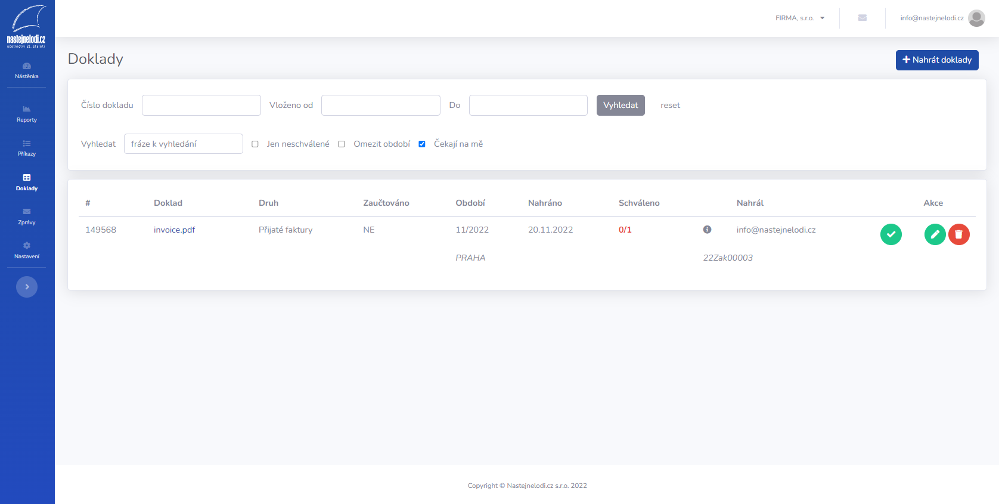 nastejnelodi.cz
účetnictví 21. století
FIRMA, s.r.o.
info@nastejnelodi.cz
Nástěnka
Reporty
Příkazy
Doklady
Zprávy
Nastavení
Doklady
Nahrát doklady
Číslo dokladu
Vloženo od
Do
Vyhledat
reset
Vyhledat
fráze k vyhledání
Jen neschválené
Omezit období
Čekají na mě
# Doklad Druh Zaučtováno Období Nahráno Schváleno Nahrál Akce
149568 invoice.pdf Přijaté faktury NE 11/2022 20.11.2022 0/1 info@nastejnelodi.cz
PRAHA 22Zak00003
Copyright © Nastejnelodi.cz s.r.o. 2022